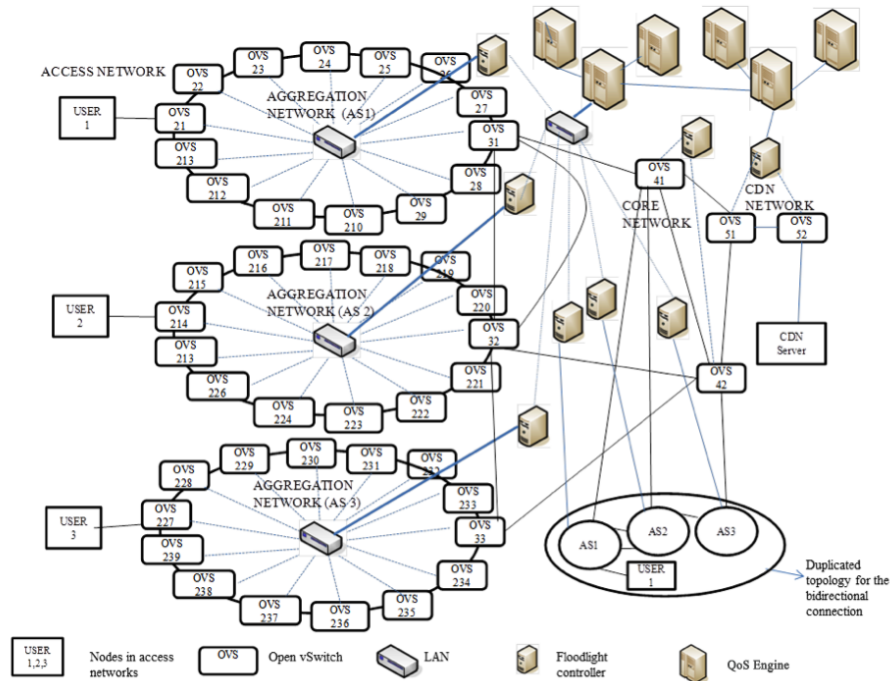 ACCESS NETWORK
OVS 22
OVS 23
OVS 24
OVS 25
OVS 26
OVS 27
USER 1
OVS 21
AGGREGATION
NETWORK (AS1)
OVS 31
OVS 213
OVS 212
OVS 211
OVS 210
OVS 29
OVS 28
OVS 41
CORE
NETWORK
CDN
NETWORK
OVS 51
OVS 52
OVS 215
OVS 216
OVS 217
OVS 218
OVS 219
OVS 220
USER 2
OVS 214
AGGREGATION
NETWORK (AS 2)
OVS 32
OVS 213
OVS 226
OVS 224
OVS 223
OVS 222
OVS 221
CDN Server
OVS 42
OVS 228
OVS 229
OVS 230
OVS 231
OVS 232
OVS 233
USER 3
OVS 227
AGGREGATION
NETWORK (AS 3)
OVS 33
OVS 239
OVS 238
OVS 237
OVS 236
OVS 235
OVS 234
AS1
AS2
AS3
USER 1
Duplicated
topology for the
bidirectional
connection
USER 1,2,3
Nodes in access
networks
OVS
Open vSwitch
LAN
Floodlight
controller
QoS Engine